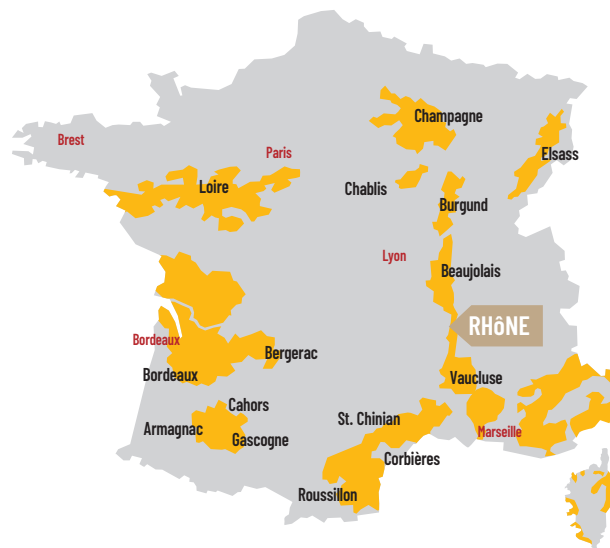 Champagne
Brest
Paris
Elsass
Loire
Chablis
Burgund
Lyon
Beaujolais
RHôNE
Bordeaux
Bergerac
Bordeaux
Vaucluse
Cahors
St. Chinian
Armagnac
Gascogne
Marseille
Corbières
Roussillon